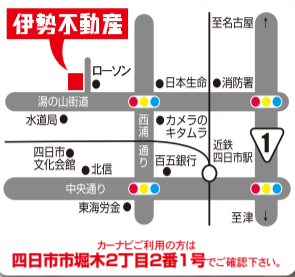 伊勢不動産
至名古屋
ローソン
日本生命
消防署
湯の山街道
水道局
西浦通り
カメラの
キタムラ
1
近鉄
四日市駅
四日市
文化会館
北信
百五銀行
中央通り
東海労金
至津
カーナビご利用の方は
四日市市堀木2丁目2番1号でご確認下さい。